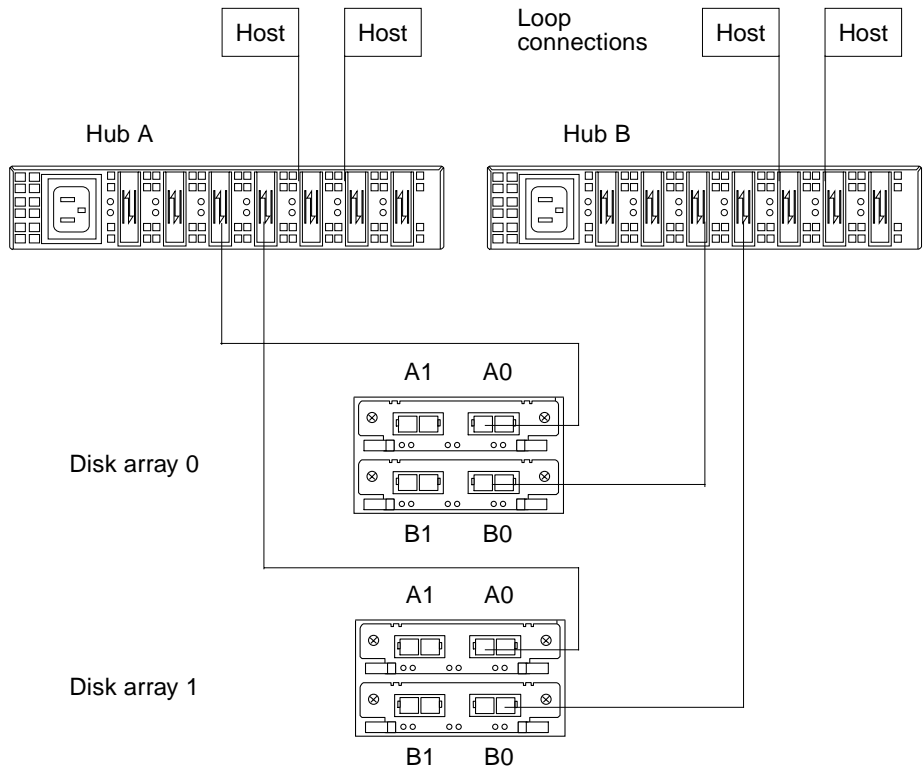 Host
Host
Loop
connections
Host
Host
Hub A
Hub B
A1
A0
Disk array 0
B1
B0
A1
A0
Disk array 1
B1
B0